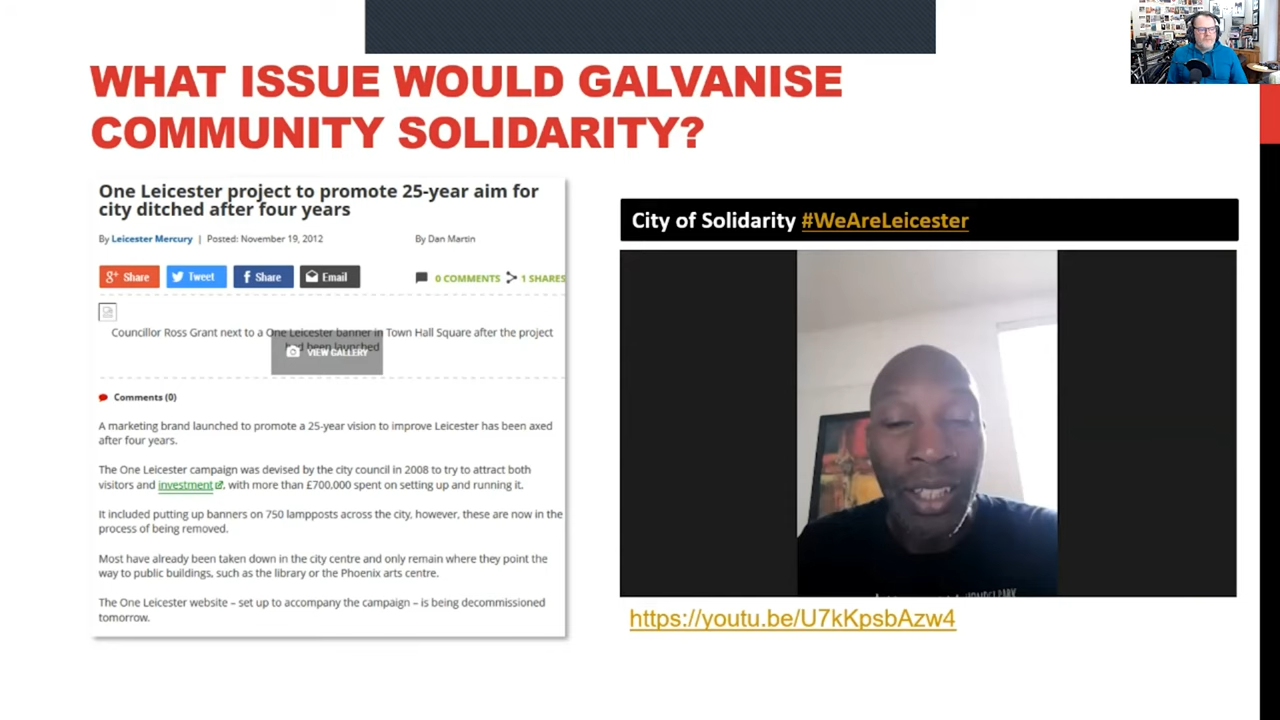 WHAT ISSUE WOULD GALVANISE
COMMUNITY SOLIDARITY?
One Leicester project to promote 25-year aim for
city ditched after four years
By Leicester Mercury | Posted: November 19, 2012
By Dan Martin
g+ Share
Tweet
f Share
Email
0 COMMENTS
1 SHARES
Councillor Ross Grant next to a One Leicester banner in Town Hall Square after the project
had been launched
VIEW GALLERY
Comments (0)
A marketing brand launched to promote a 25-year vision to improve Leicester has been axed
after four years.
The One Leicester campaign was devised by the city council in 2008 to try to attract both
visitors and investment, with more than £700,000 spent on setting up and running it.
It included putting up banners on 750 lampposts across the city, however, these are now in the
process of being removed.
Most have already been taken down in the city centre and only remain where they point the
way to public buildings, such as the library or the Phoenix arts centre.
The One Leicester website – set up to accompany the campaign – is being decommissioned
tomorrow.
City of Solidarity #WeAreLeicester
https://youtu.be/U7kKpsbAzw4